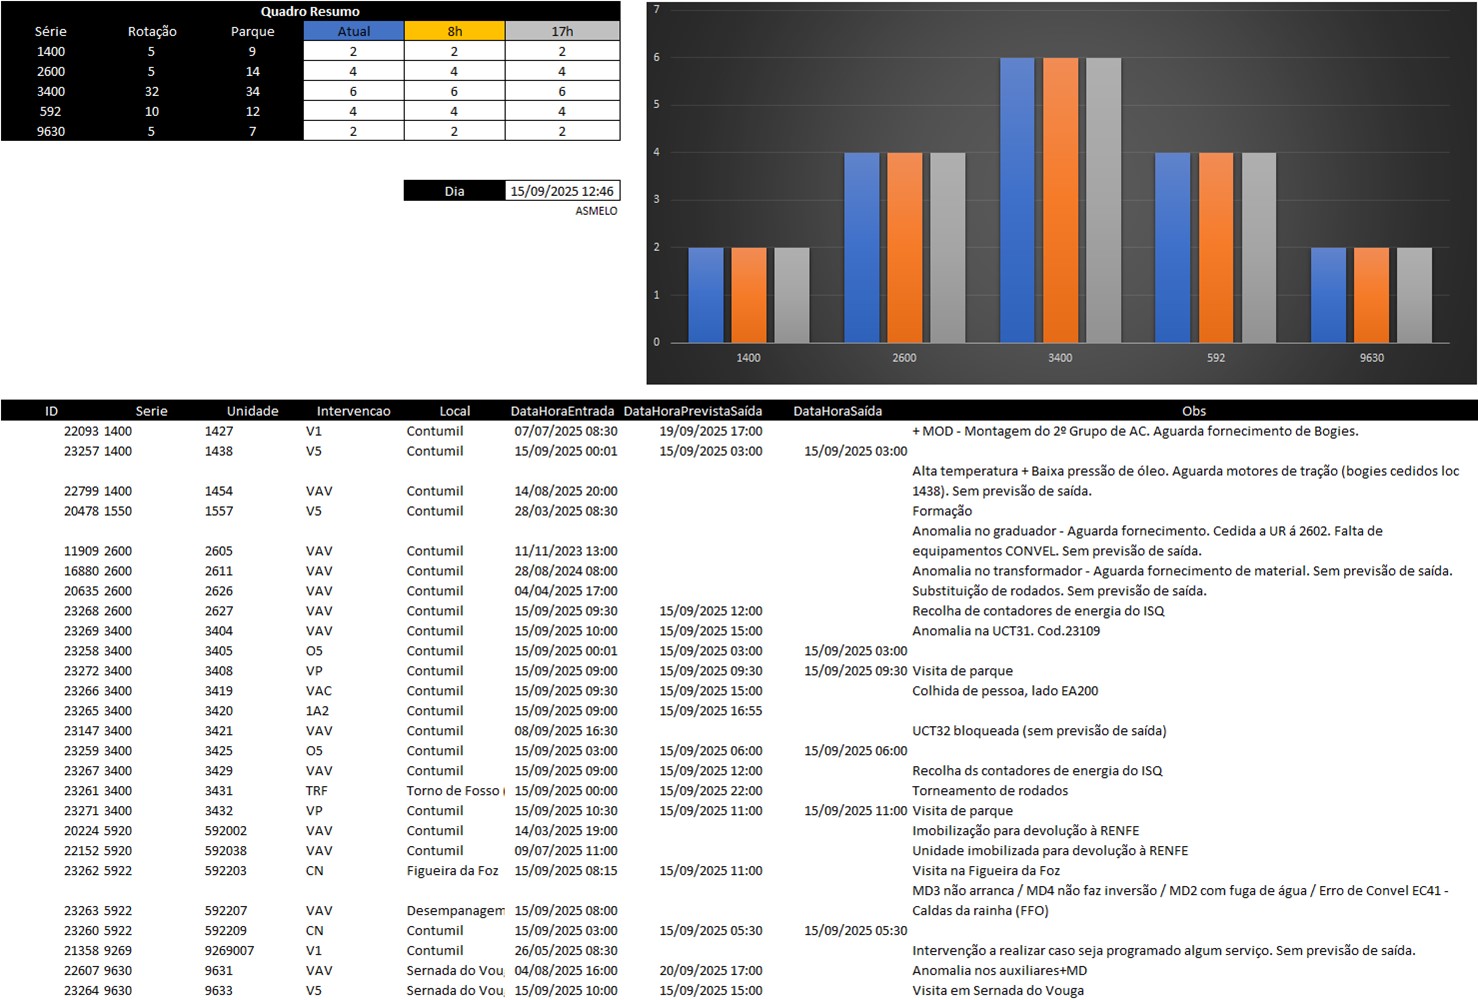 Quadro Resumo
Série Rotação Parque Atual 8h 17h
1400 5 9 2 2 2
2600 5 14 4 4 4
3400 32 34 6 6 6
592 10 12 4 4 4
9630 5 7 2 2 2
Dia 15/09/2025 12:46
ASMELO
7
6
5
4
3
2
1
0
1400 2600 3400 592 9630
ID Serie Unidade Intervencao Local DataHoraEntrada DataHoraPrevistaSaída DataHoraSaída Obs
22093 1400 1427 V1 Contumil 07/07/2025 08:30 19/09/2025 17:00 + MOD - Montagem do 2º Grupo de AC. Aguarda fornecimento de Bogies.
23257 1400 1438 V5 Contumil 15/09/2025 00:01 15/09/2025 03:00 15/09/2025 03:00
Alta temperatura + Baixa pressão de óleo. Aguarda motores de tração (bogies cedidos loc
22799 1400 1454 VAV Contumil 14/08/2025 20:00 1438). Sem previsão de saída.
20478 1550 1557 V5 Contumil 28/03/2025 08:30 Formação
Anomalia no graduador - Aguarda fornecimento. Cedida a UR á 2602. Falta de
11909 2600 2605 VAV Contumil 11/11/2023 13:00 equipamentos CONVEL. Sem previsão de saída.
16880 2600 2611 VAV Contumil 28/08/2024 08:00 Anomalia no transformador - Aguarda fornecimento de material. Sem previsão de saída.
20635 2600 2626 VAV Contumil 04/04/2025 17:00 Substituição de rodados. Sem previsão de saída.
23268 2600 2627 VAV Contumil 15/09/2025 09:30 15/09/2025 12:00 Recolha de contadores de energia do ISQ
23269 3400 3404 VAV Contumil 15/09/2025 10:00 15/09/2025 15:00 Anomalia na UCT31. Cod.23109
23258 3400 3405 O5 Contumil 15/09/2025 00:01 15/09/2025 03:00 15/09/2025 03:00
23272 3400 3408 VP Contumil 15/09/2025 09:00 15/09/2025 09:30 15/09/2025 09:30 Visita de parque
23266 3400 3419 VAC Contumil 15/09/2025 09:30 15/09/2025 15:00 Colhida de pessoa, lado EA200
23265 3400 3420 1A2 Contumil 15/09/2025 09:00 15/09/2025 16:55
23147 3400 3421 VAV Contumil 08/09/2025 16:30 UCT32 bloqueada (sem previsão de saída)
23259 3400 3425 O5 Contumil 15/09/2025 03:00 15/09/2025 06:00 15/09/2025 06:00
23267 3400 3429 VAV Contumil 15/09/2025 09:00 15/09/2025 12:00 Recolha ds contadores de energia do ISQ
23261 3400 3431 TRF Torno de Fosso ( 15/09/2025 00:00 15/09/2025 22:00 Torneamento de rodados
23271 3400 3432 VP Contumil 15/09/2025 10:30 15/09/2025 11:00 15/09/2025 11:00 Visita de parque
20224 5920 592002 VAV Contumil 14/03/2025 19:00 Imobilização para devolução à RENFE
22152 5920 592038 VAV Contumil 09/07/2025 11:00 Unidade imobilizada para devolução à RENFE
23262 5922 592203 CN Figueira da Foz 15/09/2025 08:15 15/09/2025 11:00 Visita na Figueira da Foz
MD3 não arranca / MD4 não faz inversão / MD2 com fuga de água / Erro de Convel EC41 -
23263 5922 592207 VAV Desempanagem 15/09/2025 08:00 Caldas da rainha (FFO)
23260 5922 592209 CN Contumil 15/09/2025 03:00 15/09/2025 05:30 15/09/2025 05:30
21358 9269 9269007 V1 Contumil 26/05/2025 08:30 Intervenção a realizar caso seja programado algum serviço. Sem previsão de saída.
22607 9630 9631 VAV Sernada do Voug 04/08/2025 16:00 20/09/2025 17:00 Anomalia nos auxiliares+MD
23264 9630 9633 V5 Sernada do Voug 15/09/2025 10:00 15/09/2025 15:00 Visita em Sernada do Vouga